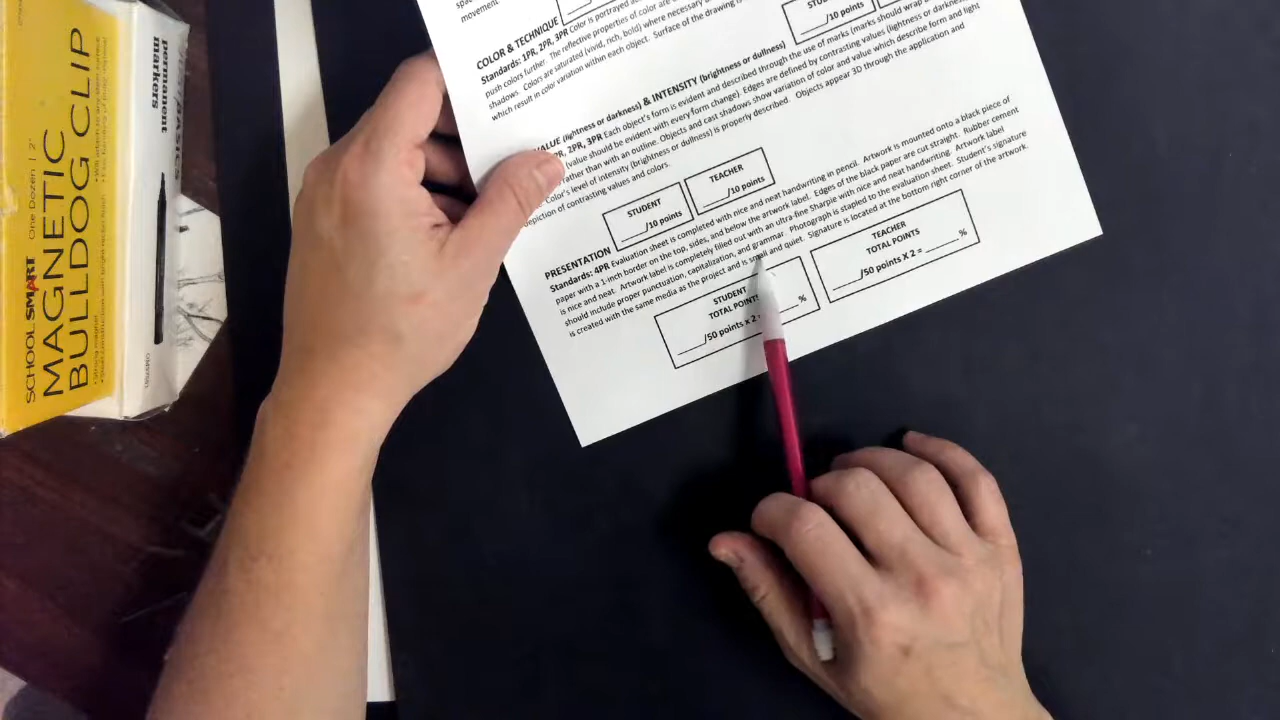 movement
COLOR & TECHNIQUE
Standards: 1PR, 2PR, 3PR Color is portrayed
push colors further. The reflective properties of color are
shadows. Colors are saturated (vivid, rich, bold) where necessary
which result in color variation within each object. Surface of the drawing
/10 points
VALUE (lightness or darkness) & INTENSITY (brightness or dullness)
2PR, 3PR Each object's form is evident and described through the use of marks (marks should wrap
(value should be evident with every form change) Edges are defined by contrasting values (lightness or darkness)
rather than with an outline. Objects and cast shadows show variation of color and value which describe form and light
Color's level of intensity (brightness or dullness) is properly described. Objects appear 3D through the application and
depiction of contrasting values and colors.
STUDENT
___/10 points
TEACHER
___/10 points
PRESENTATION
Standards: 4PR Evaluation sheet is completed with nice and neat handwriting in pencil. Artwork is mounted onto a black piece of
paper with a 1-inch border on the top, sides, and below the artwork label. Edges of the black paper are cut straight. Rubber cement
is nice and neat. Artwork label is completely filled out with an ultra-fine Sharpie with nice and neat handwriting. Artwork label
should include proper punctuation, capitalization, and grammar. Photograph is stapled to the evaluation sheet. Student's signature
is created with the same media as the project and is small and quiet. Signature is located at the bottom right corner of the artwork.
STUDENT
TOTAL POINTS
____/50 points x 2 = ____%
TEACHER
TOTAL POINTS
____/50 points X 2 = ______%
SCHOOL SMART One Dozen | 2"
MAGNETIC
BULLDOG CLIP
permanent
markers